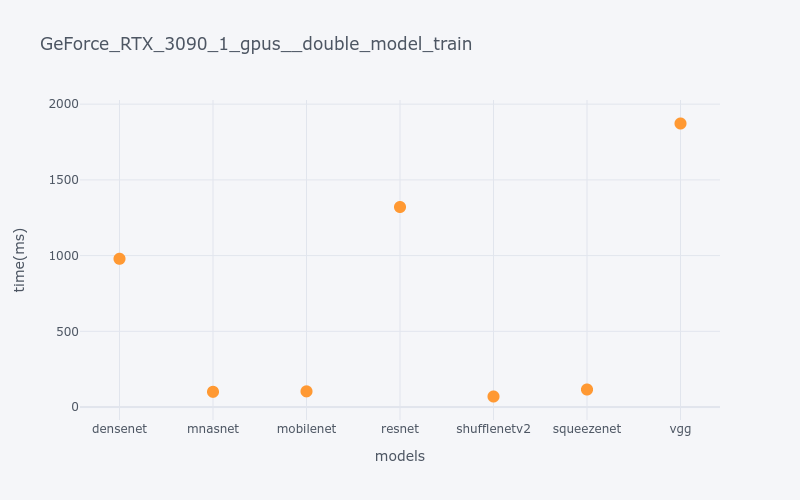 GeForce_RTX_3090_1_gpus__double_model_train
2000
1500
1000
500
0
time(ms)
densenet mnasnet mobilenet resnet shufflenetv2 squeezenet vgg
models